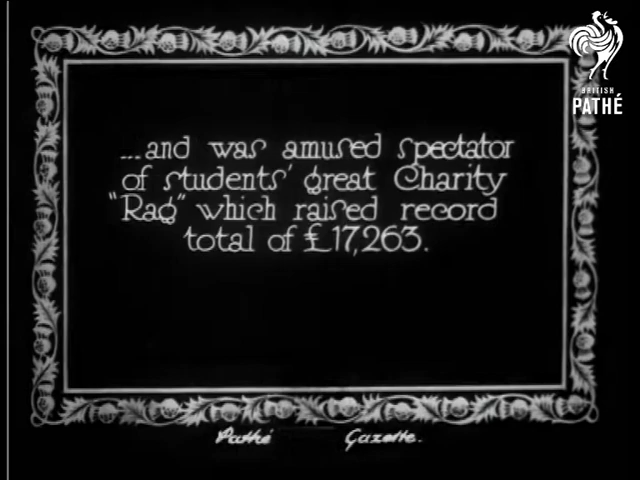 BRITISH
PATHÉ
...and was amused spectator
of students' great Charity
"Rag" which raised record
total of £17,263.
Pathé Gazette.